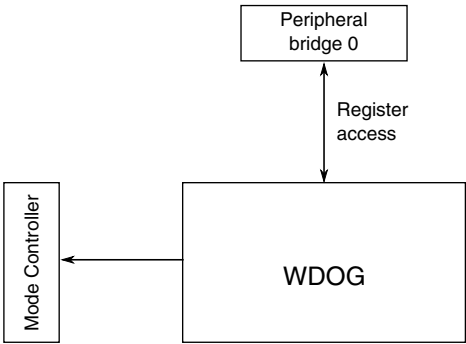 Peripheral
bridge 0
Register
access
Mode Controller
WDOG